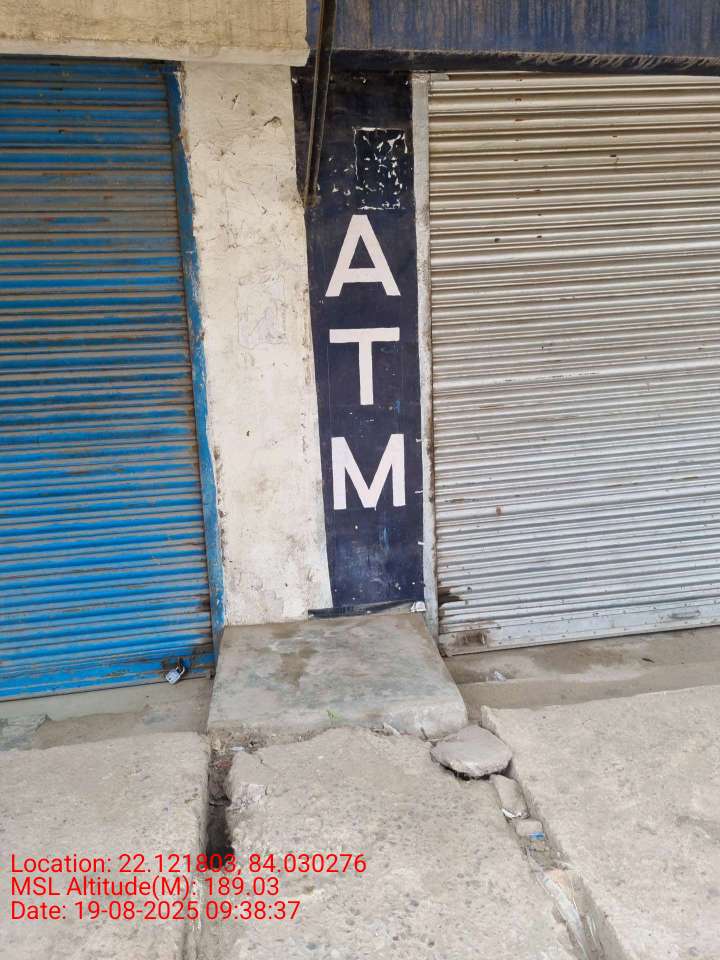 A
T
M
Location: 22.121803, 84.030276
MSL Altitude(M): 189.03
Date: 19-08-2025 09:38:37